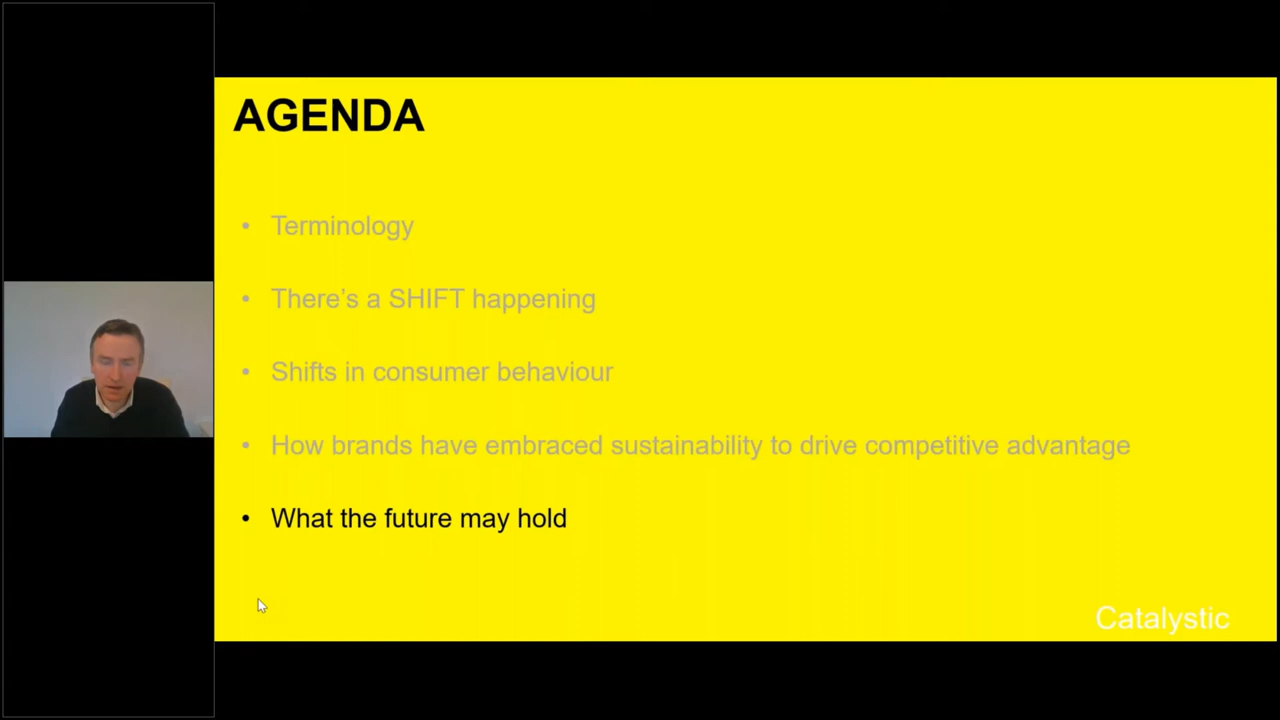 AGENDA
• Terminology
• There's a SHIFT happening
• Shifts in consumer behaviour
• How brands have embraced sustainability to drive competitive advantage
• What the future may hold
Catalystic